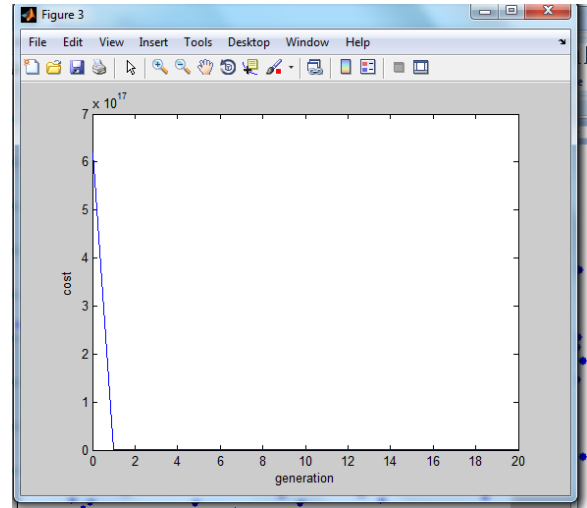 Figure 3
File Edit View Insert Tools Desktop Window Help
x 10^17
7
6
5
4
3
2
1
0
cost
0 2 4 6 8 10 12 14 16 18 20
generation